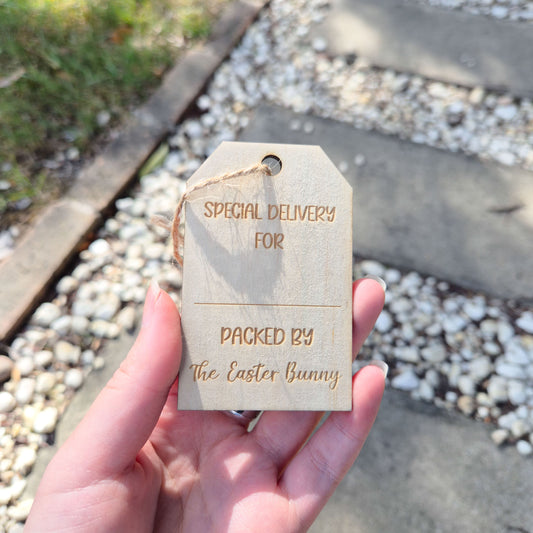 SPECIAL DELIVERY
FOR
PACKED BY
The Easter Bunny